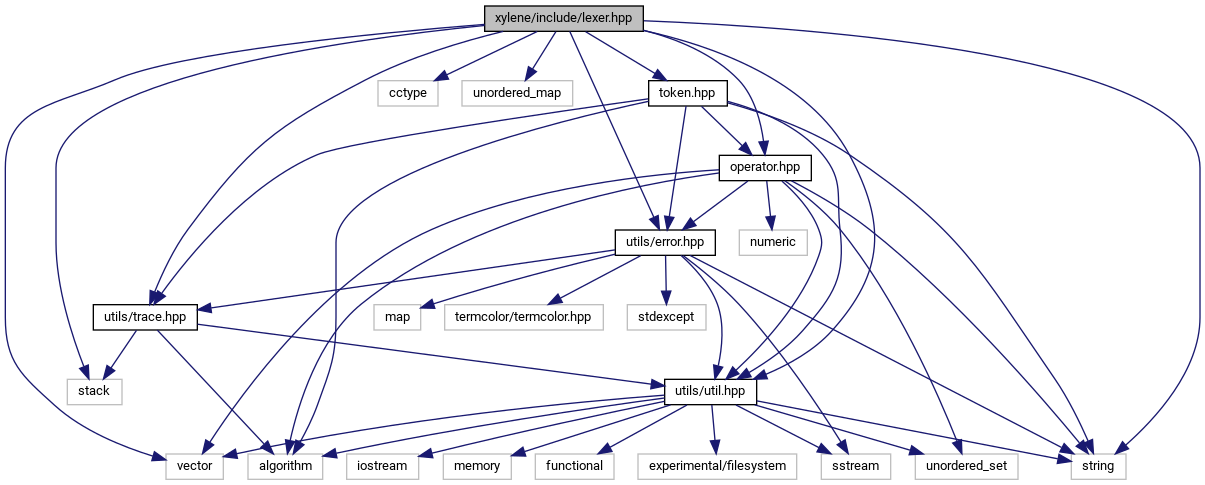 xylene/include/lexer.hpp
cctype
unordered_map
token.hpp
operator.hpp
utils/error.hpp
numeric
utils/trace.hpp
map
termcolor/termcolor.hpp
stdexcept
stack
utils/util.hpp
vector
algorithm
iostream
memory
functional
experimental/filesystem
sstream
unordered_set
string